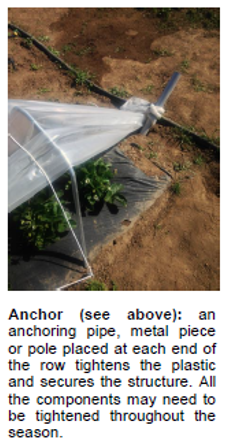 Anchor (see above): an
anchoring pipe, metal piece
or pole placed at each end of
the row tightens the plastic
and secures the structure. All
the components may need to
be tightened throughout the
season.